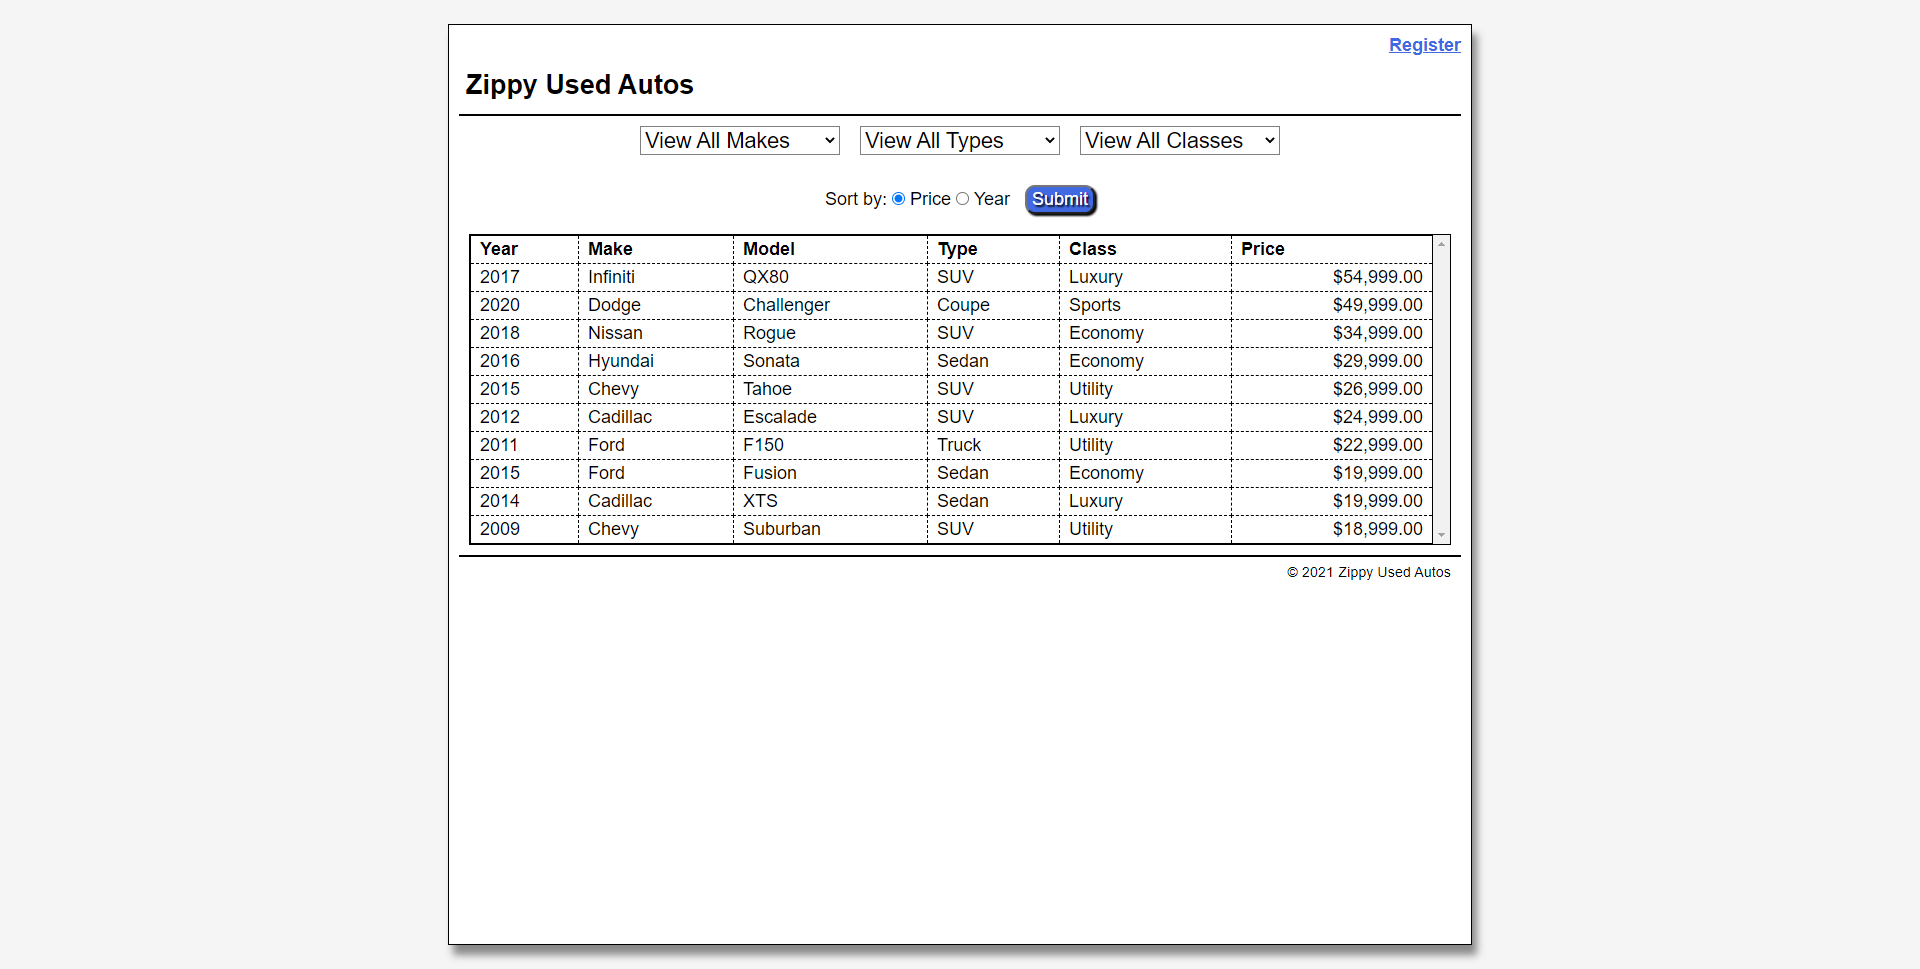 Register
Zippy Used Autos
View All Makes View All Types View All Classes
Sort by: Price Year Submit
Year Make Model Type Class Price
2017 Infiniti QX80 SUV Luxury $54,999.00
2020 Dodge Challenger Coupe Sports $49,999.00
2018 Nissan Rogue SUV Economy $34,999.00
2016 Hyundai Sonata Sedan Economy $29,999.00
2015 Chevy Tahoe SUV Utility $26,999.00
2012 Cadillac Escalade SUV Luxury $24,999.00
2011 Ford F150 Truck Utility $22,999.00
2015 Ford Fusion Sedan Economy $19,999.00
2014 Cadillac XTS Sedan Luxury $19,999.00
2009 Chevy Suburban SUV Utility $18,999.00
© 2021 Zippy Used Autos